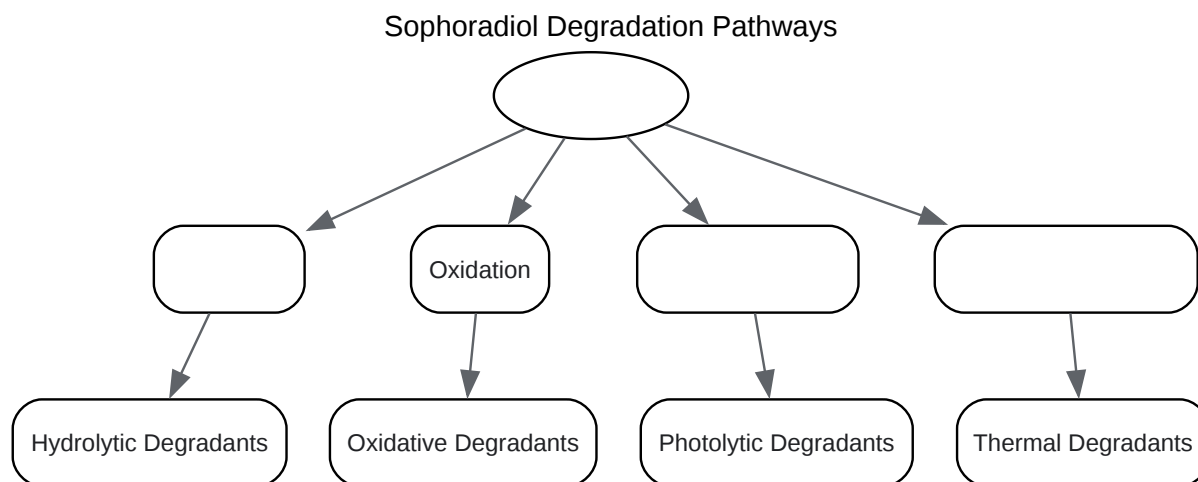 Sophoradiol Degradation Pathways
Oxidation
Hydrolytic Degradants
Oxidative Degradants
Photolytic Degradants
Thermal Degradants